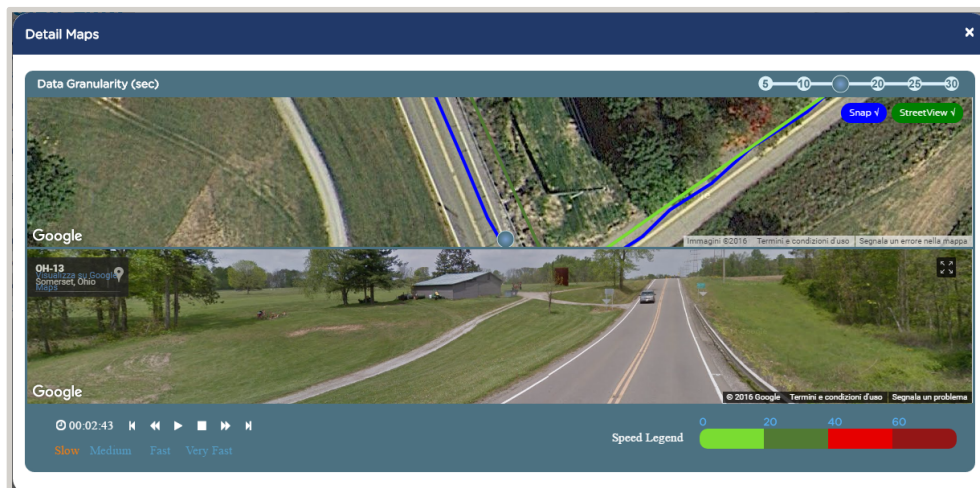 Detail Maps ×
Data Granularity (sec) 5 10 20 25 30
Snap √ StreetView √
Google
Immagini ©2016 Termini e condizioni d'uso Segnala un errore nella mappa
OH-13
Visualizza su Google
Somerset, Ohio
Maps
Google
© 2016 Google Termini e condizioni d'uso Segnala un problema
00:02:43
Slow Medium Fast Very Fast
Speed Legend
0 20 40 60